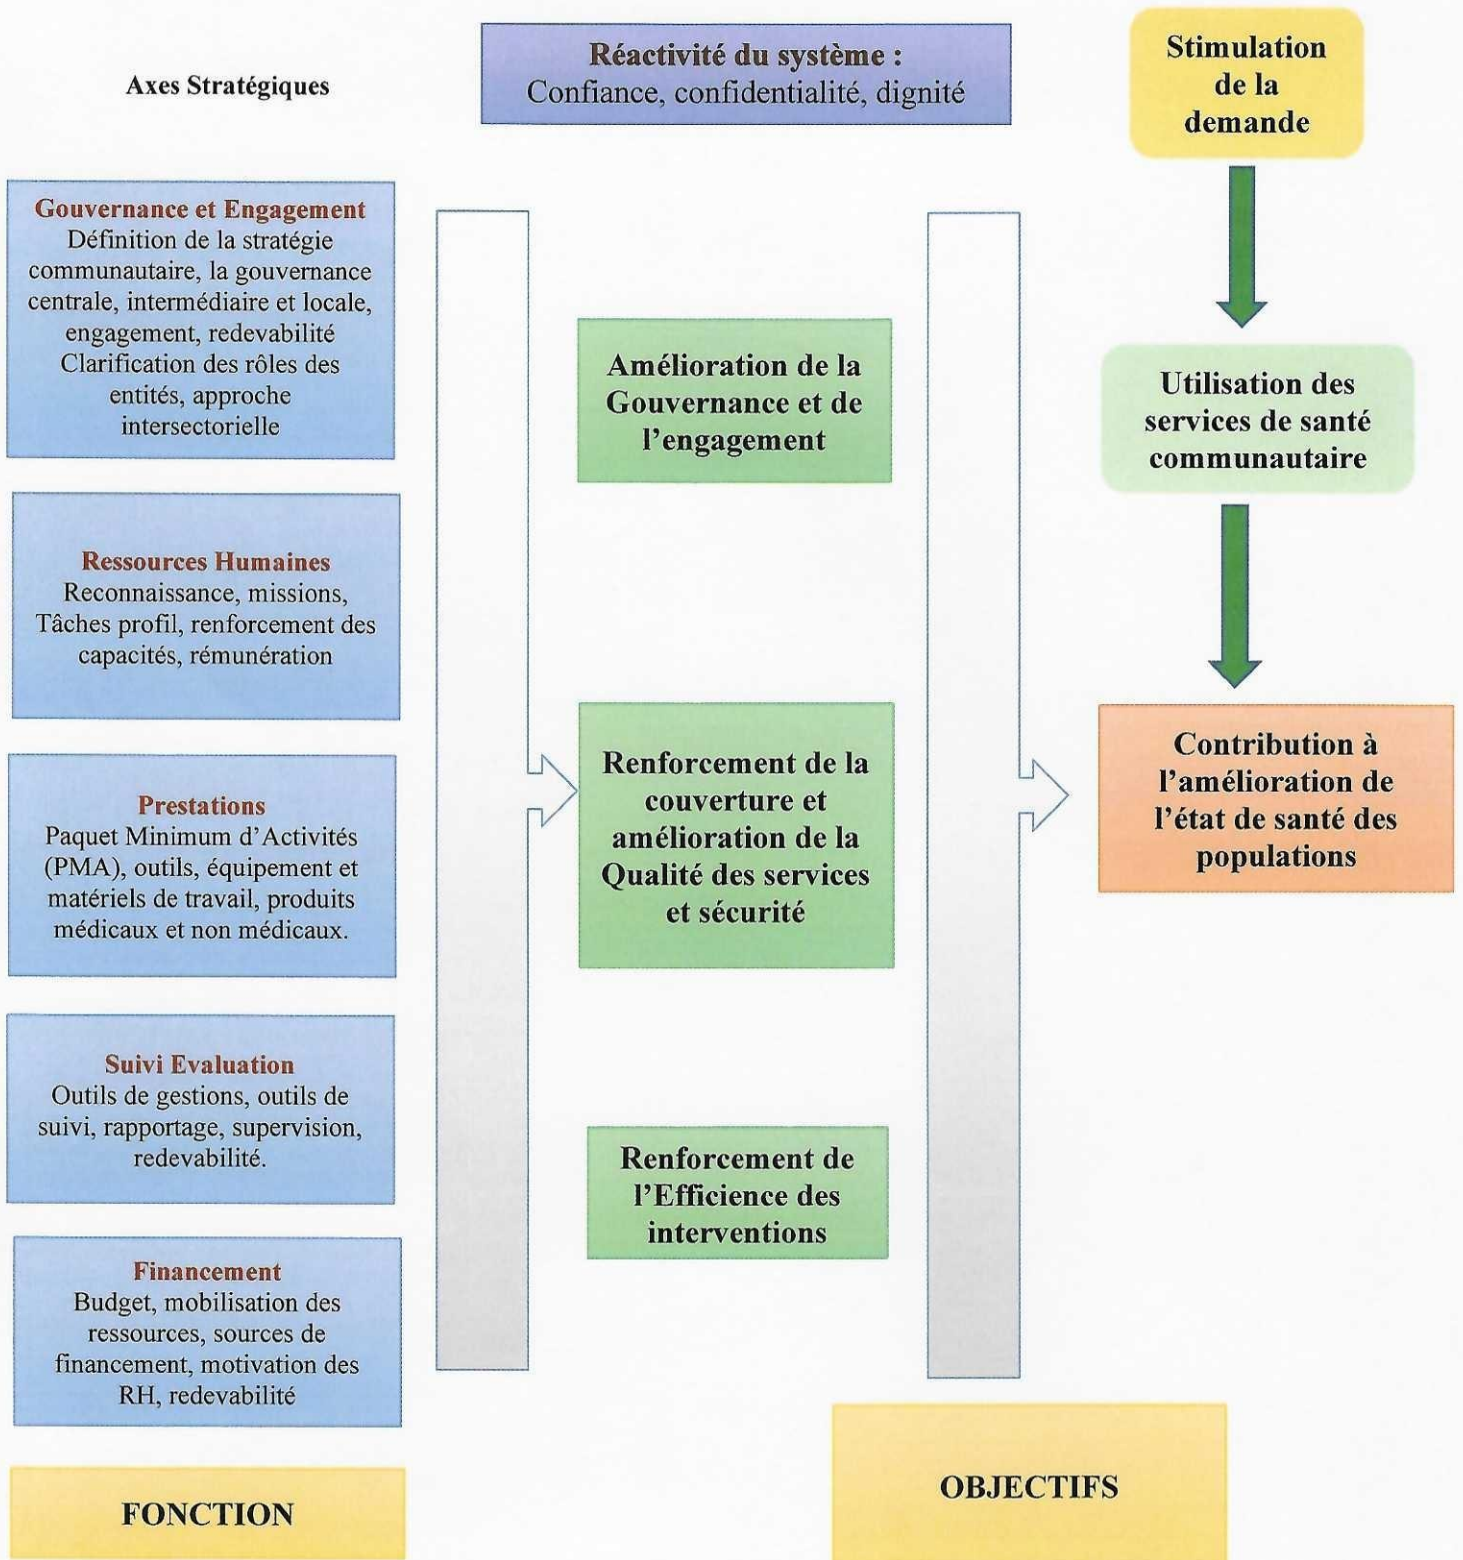 Axes Stratégiques
Réactivité du système :
Confiance, confidentialité, dignité
Stimulation
de la
demande
Gouvernance et Engagement
Définition de la stratégie
communautaire, la gouvernance
centrale, intermédiaire et locale,
engagement, redevabilité
Clarification des rôles des
entités, approche
intersectorielle
Ressources Humaines
Reconnaissance, missions,
Tâches profil, renforcement des
capacités, rémunération
Prestations
Paquet Minimum d'Activités
(PMA), outils, équipement et
matériels de travail, produits
médicaux et non médicaux.
Suivi Evaluation
Outils de gestions, outils de
suivi, rapportage, supervision,
redevabilité.
Financement
Budget, mobilisation des
ressources, sources de
financement, motivation des
RH, redevabilité
FONCTION
Amélioration de la
Gouvernance et de
l'engagement
Renforcement de la
couverture et
amélioration de la
Qualité des services
et sécurité
Renforcement de
l'Efficience des
interventions
Utilisation des
services de santé
communautaire
Contribution à
l'amélioration de
l'état de santé des
populations
OBJECTIFS